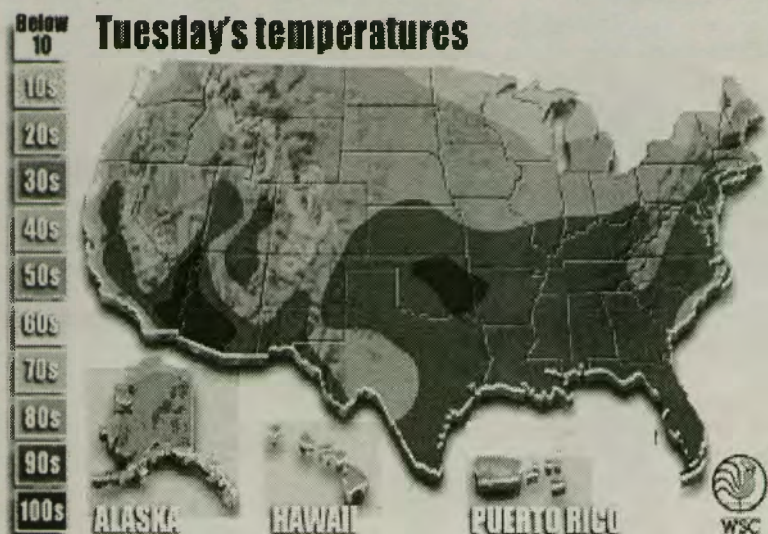 Below
10
Tuesday's temperatures
10s
20s
30s
40s
50s
60s
70s
80s
90s
100s
ALASKA
HAWAII
PUERTO RICO
WSC